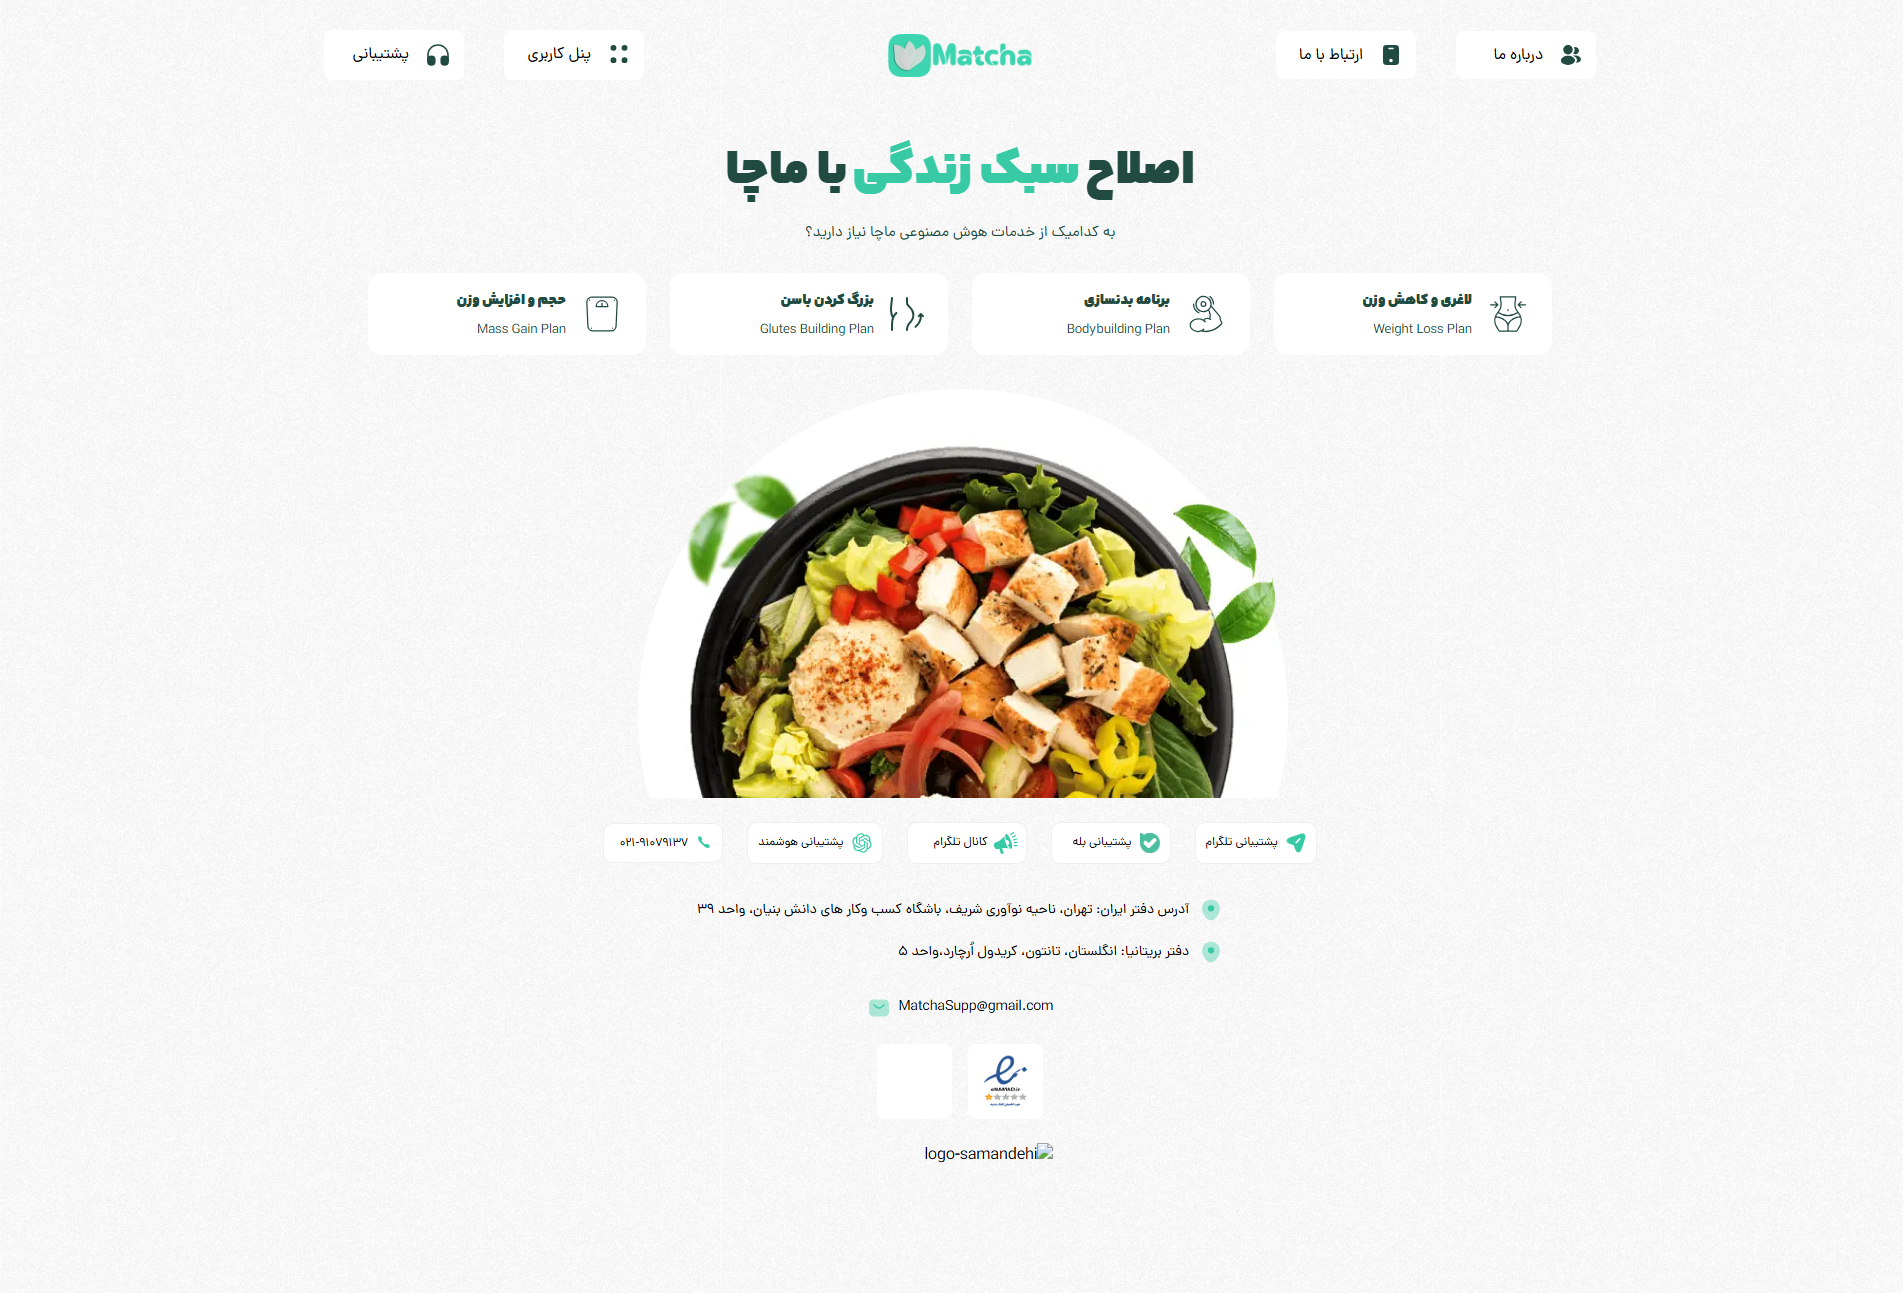 درباره ما
ارتباط با ما
Matcha
پنل کاربری
پشتیبانی
اصلاح سبک زندگی با ماچا
به کدامیک از خدمات هوش مصنوعی ماچا نیاز دارید؟
لاغری و کاهش وزن
Weight Loss Plan
برنامه بدنسازی
Bodybuilding Plan
بزرگ کردن باسن
Glutes Building Plan
حجم و افزایش وزن
Mass Gain Plan
پشتیبانی تلگرام
پشتیبانی بله
کانال تلگرام
پشتیبانی هوشمند
۰۲۱-۹۱۰۷۹۱۳۷
آدرس دفتر ایران: تهران، ناحیه نوآوری شریف، باشگاه کسب وکار های دانش بنیان، واحد ۳۹
دفتر بریتانیا: انگلستان، تانتون، کریدول اُرچارد،واحد ۵
MatchaSupp@gmail.com
eNAMAD.ir
logo-samandehi